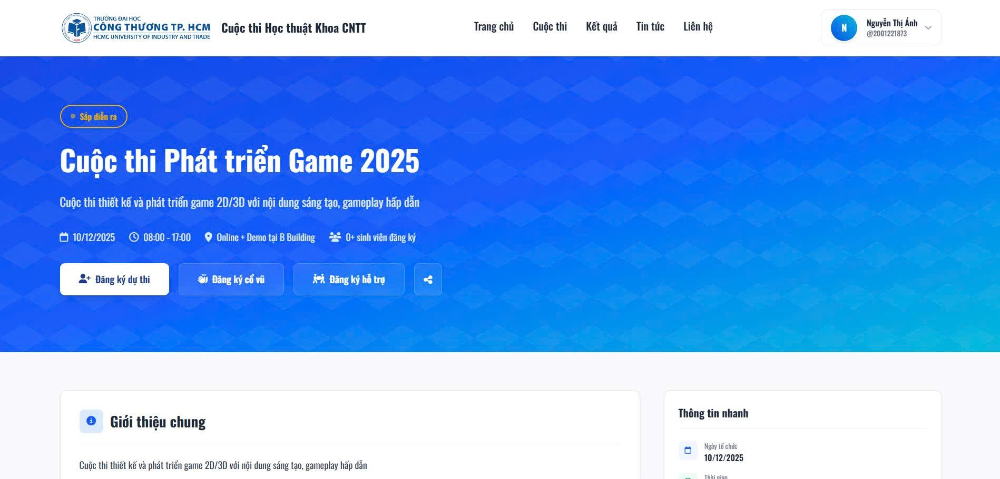 TRƯỜNG ĐẠI HỌC
CÔNG THƯƠNG TP. HCM
HCMC UNIVERSITY OF INDUSTRY AND TRADE
Cuộc thi Học thuật Khoa CNTT
Trang chủ
Cuộc thi
Kết quả
Tin tức
Liên hệ
N
Nguyễn Thị Ánh
@2001221873
Sắp diễn ra
Cuộc thi Phát triển Game 2025
Cuộc thi thiết kế và phát triển game 2D/3D với nội dung sáng tạo, gameplay hấp dẫn
10/12/2025
08:00 - 17:00
Online + Demo tại B Building
0+ sinh viên đăng ký
Đăng ký dự thi
Đăng ký cổ vũ
Đăng ký hỗ trợ
Giới thiệu chung
Cuộc thi thiết kế và phát triển game 2D/3D với nội dung sáng tạo, gameplay hấp dẫn
Thông tin nhanh
Ngày tổ chức
10/12/2025
Thời gian